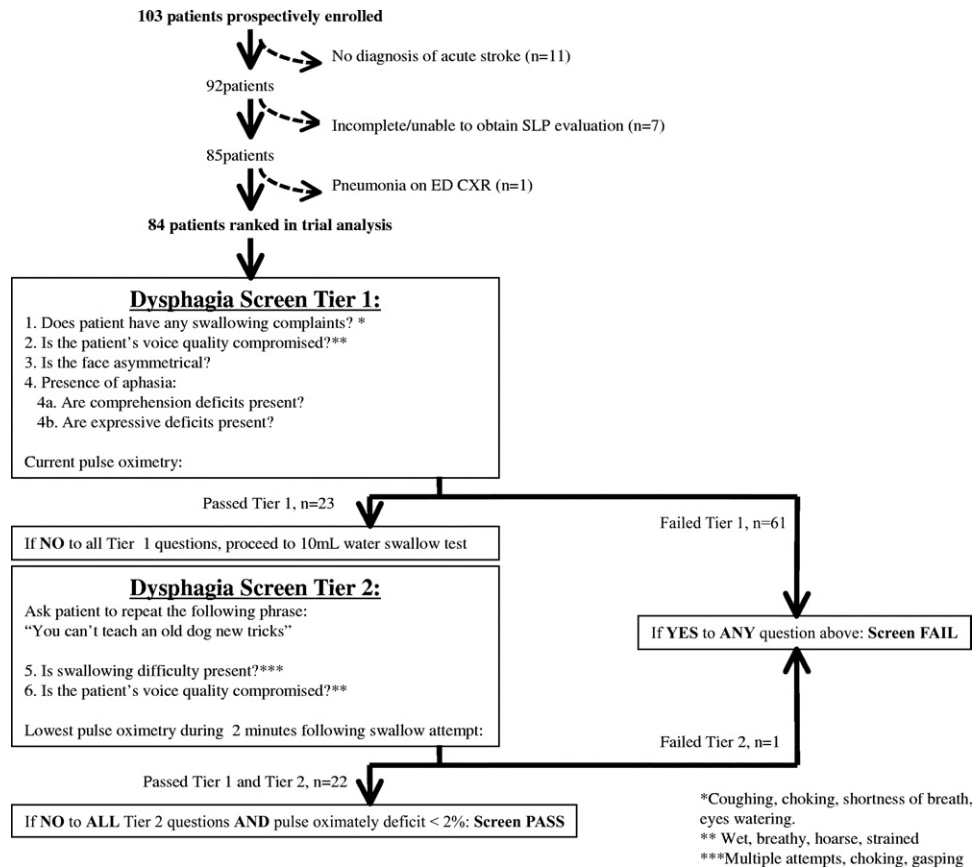 103 patients prospectively enrolled
No diagnosis of acute stroke (n=11)
92patients
Incomplete/unable to obtain SLP evaluation (n=7)
85patients
Pneumonia on ED CXR (n=1)
84 patients ranked in trial analysis
Dysphagia Screen Tier 1:
1. Does patient have any swallowing complaints? *
2. Is the patient's voice quality compromised?**
3. Is the face asymmetrical?
4. Presence of aphasia:
4a. Are comprehension deficits present?
4b. Are expressive deficits present?
Current pulse oximetry:
Passed Tier 1, n=23
Failed Tier 1, n=61
If NO to all Tier 1 questions, proceed to 10mL water swallow test
Dysphagia Screen Tier 2:
Ask patient to repeat the following phrase:
“You can't teach an old dog new tricks”
If YES to ANY question above: Screen FAIL
5. Is swallowing difficulty present?***
6. Is the patient's voice quality compromised?**
Lowest pulse oximetry during 2 minutes following swallow attempt:
Failed Tier 2, n=1
Passed Tier 1 and Tier 2, n=22
If NO to ALL Tier 2 questions AND pulse oximately deficit < 2%: Screen PASS
*Coughing, choking, shortness of breath,
eyes watering.
** Wet, breathy, hoarse, strained
***Multiple attempts, choking, gasping